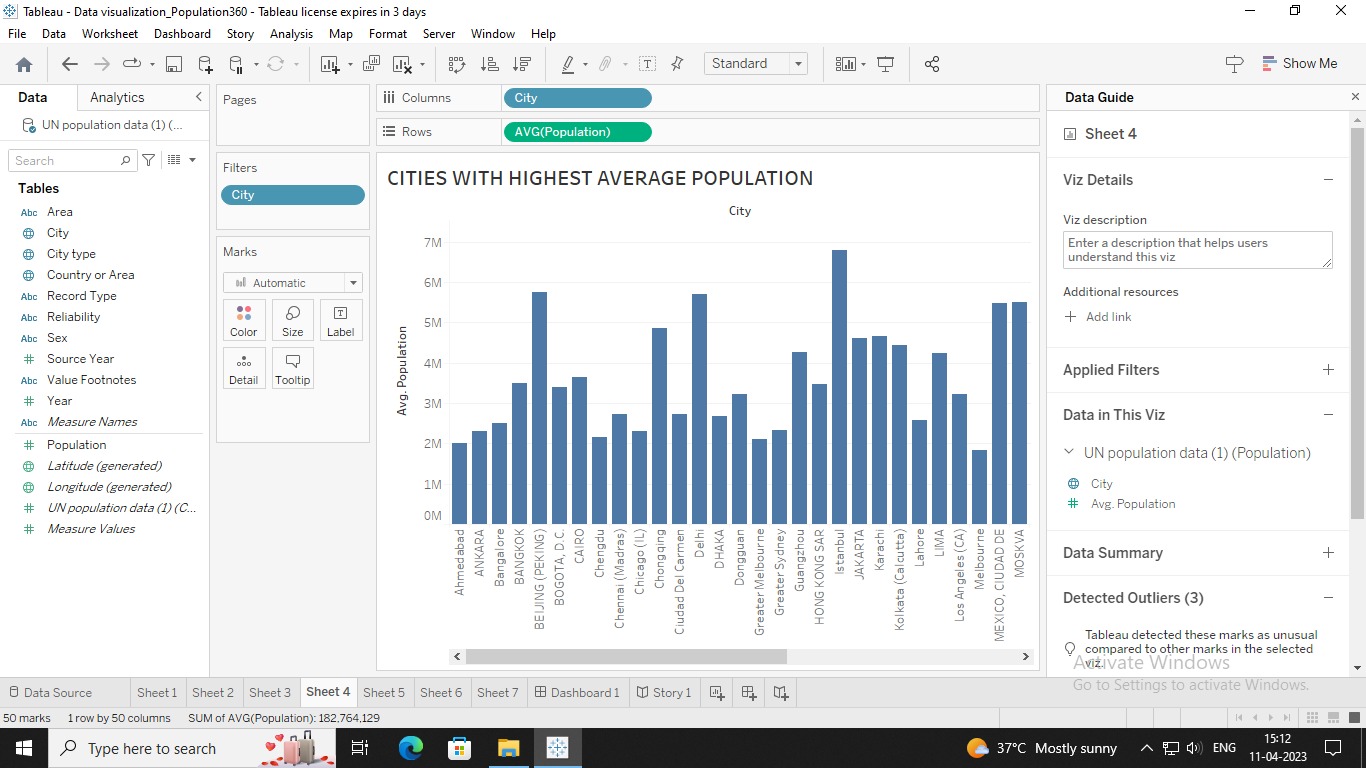 Tableau - Data visualization_Population360 - Tableau license expires in 3 days
File Data Worksheet Dashboard Story Analysis Map Format Server Window Help
Standard
Show Me
Data Analytics
UN population data (1) (...
Search
Tables
Abc Area
City
City type
Country or Area
Abc Record Type
Abc Reliability
Abc Sex
Source Year
Abc Value Footnotes
Year
Abc Measure Names
Population
Latitude (generated)
Longitude (generated)
UN population data (1) (C...
Measure Values
Pages
Filters
City
Marks
Automatic
Color Size Label
Detail Tooltip
Columns City
Rows AVG(Population)
CITIES WITH HIGHEST AVERAGE POPULATION
City
Avg. Population
7M
6M
5M
4M
3M
2M
1M
0M
Ahmedabad
ANKARA
Bangalore
BANGKOK
BEIJING (PEKING)
BOGOTA, D.C.
CAIRO
Chengdu
Chennai (Madras)
Chicago (IL)
Chongqing
Ciudad Del Carmen
Delhi
DHAKA
Dongguan
Greater Melbourne
Greater Sydney
Guangzhou
HONG KONG SAR
Istanbul
JAKARTA
Karachi
Kolkata (Calcutta)
Lahore
LIMA
Los Angeles (CA)
Melbourne
MEXICO, CIUDAD DE
MOSKVA
Data Guide
Sheet 4
Viz Details
Viz description
Enter a description that helps users
understand this viz
Additional resources
Add link
Applied Filters
Data in This Viz
UN population data (1) (Population)
City
Avg. Population
Data Summary
Detected Outliers (3)
Tableau detected these marks as unusual
compared to other marks in the selected
viz.
Activate Windows
Go to Settings to activate Windows.
Data Source Sheet 1 Sheet 2 Sheet 3 Sheet 4 Sheet 5 Sheet 6 Sheet 7 Dashboard 1 Story 1
50 marks 1 row by 50 columns SUM of AVG(Population): 182,764,129
Type here to search
37°C Mostly sunny
ENG
15:12
11-04-2023